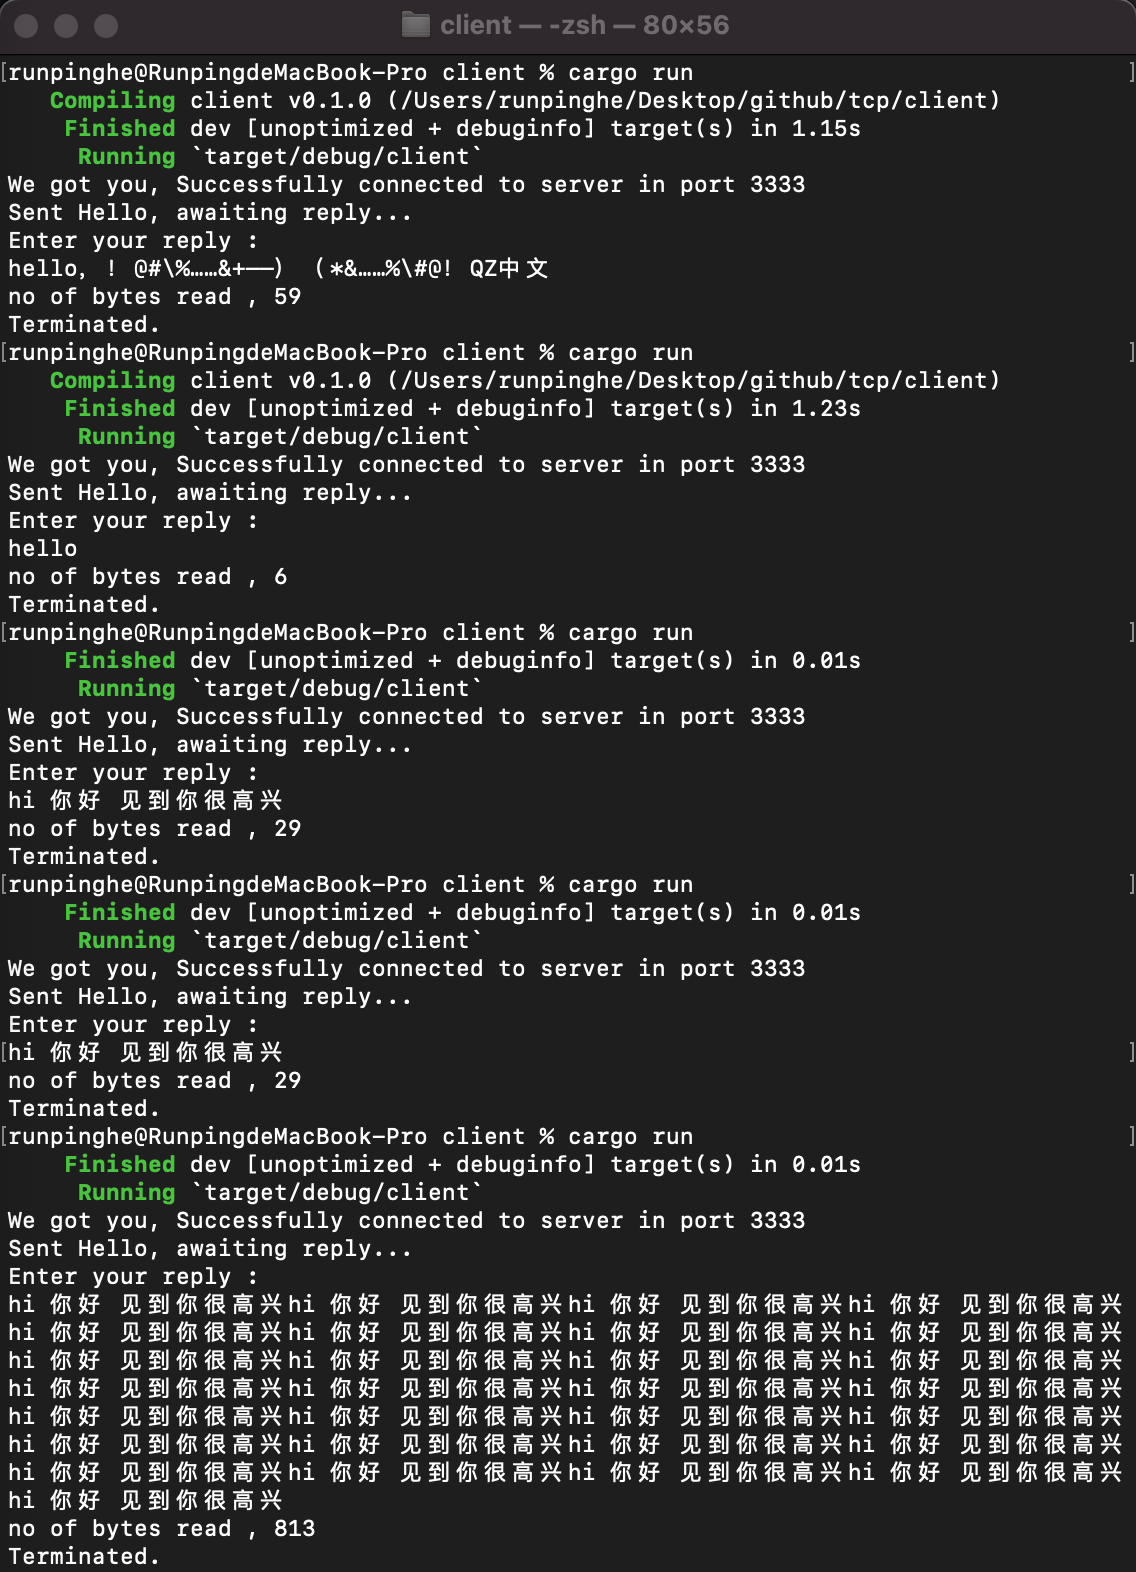 client — -zsh — 80×56
[runpinghe@RunpingdeMacBook-Pro client % cargo run ]
Compiling client v0.1.0 (/Users/runpinghe/Desktop/github/tcp/client)
Finished dev [unoptimized + debuginfo] target(s) in 1.15s
Running `target/debug/client`
We got you, Successfully connected to server in port 3333
Sent Hello, awaiting reply...
Enter your reply :
hello，！@#\%……&+——）（*&……%\#@！QZ中文
no of bytes read , 59
Terminated.
[runpinghe@RunpingdeMacBook-Pro client % cargo run ]
Compiling client v0.1.0 (/Users/runpinghe/Desktop/github/tcp/client)
Finished dev [unoptimized + debuginfo] target(s) in 1.23s
Running `target/debug/client`
We got you, Successfully connected to server in port 3333
Sent Hello, awaiting reply...
Enter your reply :
hello
no of bytes read , 6
Terminated.
[runpinghe@RunpingdeMacBook-Pro client % cargo run ]
Finished dev [unoptimized + debuginfo] target(s) in 0.01s
Running `target/debug/client`
We got you, Successfully connected to server in port 3333
Sent Hello, awaiting reply...
Enter your reply :
hi 你好 见到你很高兴
no of bytes read , 29
Terminated.
[runpinghe@RunpingdeMacBook-Pro client % cargo run ]
Finished dev [unoptimized + debuginfo] target(s) in 0.01s
Running `target/debug/client`
We got you, Successfully connected to server in port 3333
Sent Hello, awaiting reply...
Enter your reply :
[hi 你好 见到你很高兴 ]
no of bytes read , 29
Terminated.
[runpinghe@RunpingdeMacBook-Pro client % cargo run ]
Finished dev [unoptimized + debuginfo] target(s) in 0.01s
Running `target/debug/client`
We got you, Successfully connected to server in port 3333
Sent Hello, awaiting reply...
Enter your reply :
hi 你好 见到你很高兴hi 你好 见到你很高兴hi 你好 见到你很高兴hi 你好 见到你很高兴
hi 你好 见到你很高兴hi 你好 见到你很高兴hi 你好 见到你很高兴hi 你好 见到你很高兴
hi 你好 见到你很高兴hi 你好 见到你很高兴hi 你好 见到你很高兴hi 你好 见到你很高兴
hi 你好 见到你很高兴hi 你好 见到你很高兴hi 你好 见到你很高兴hi 你好 见到你很高兴
hi 你好 见到你很高兴hi 你好 见到你很高兴hi 你好 见到你很高兴hi 你好 见到你很高兴
hi 你好 见到你很高兴hi 你好 见到你很高兴hi 你好 见到你很高兴hi 你好 见到你很高兴
hi 你好 见到你很高兴hi 你好 见到你很高兴hi 你好 见到你很高兴hi 你好 见到你很高兴
hi 你好 见到你很高兴
no of bytes read , 813
Terminated.